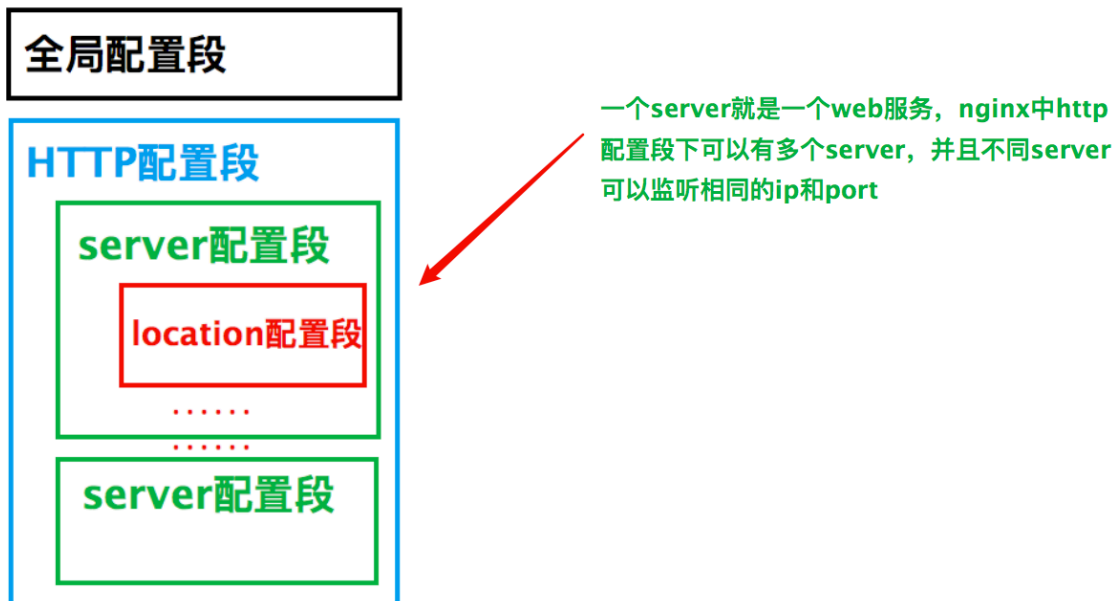 全局配置段
HTTP配置段
server配置段
location配置段
······
······
server配置段
一个server就是一个web服务，nginx中http
配置段下可以有多个server，并且不同server
可以监听相同的ip和port